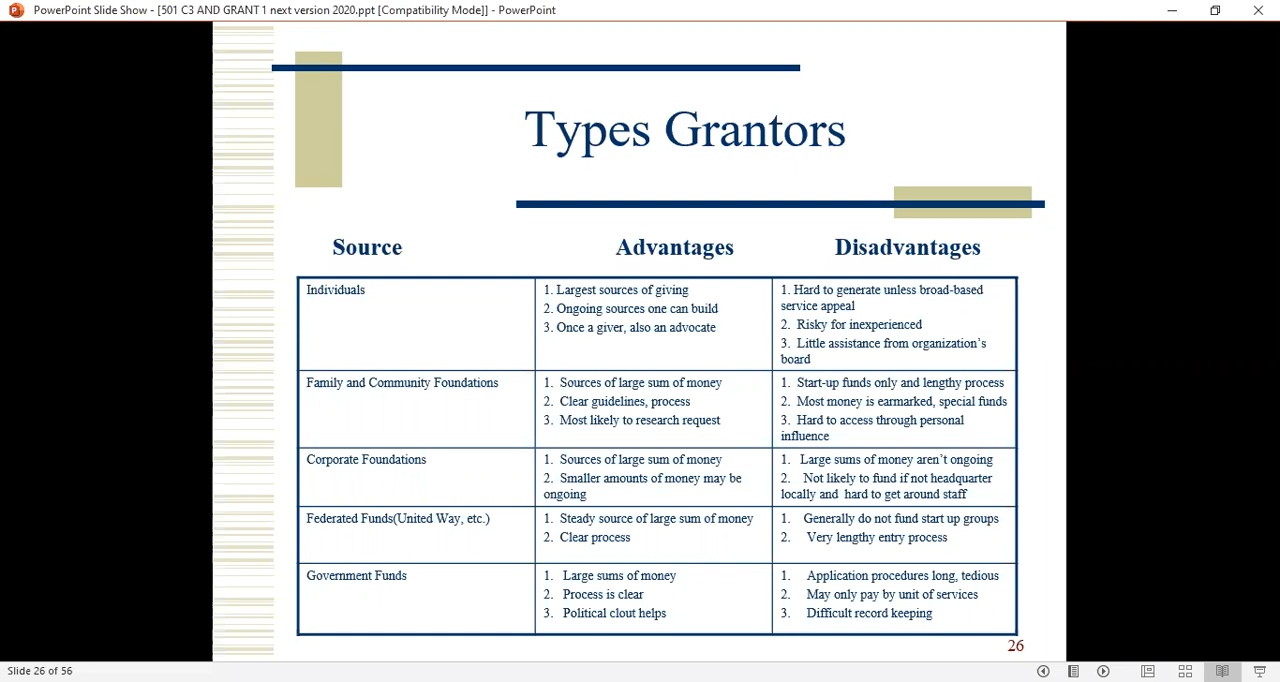 PowerPoint Slide Show - [501 C3 AND GRANT 1 next version 2020.ppt [Compatibility Mode]] - PowerPoint
Types Grantors
Source
Advantages
Disadvantages
Individuals
1. Largest sources of giving
2. Ongoing sources one can build
3. Once a giver, also an advocate
1. Hard to generate unless broad-based
service appeal
2. Risky for inexperienced
3. Little assistance from organization's
board
Family and Community Foundations
1. Sources of large sum of money
2. Clear guidelines, process
3. Most likely to research request
1. Start-up funds only and lengthy process
2. Most money is earmarked, special funds
3. Hard to access through personal
influence
Corporate Foundations
1. Sources of large sum of money
2. Smaller amounts of money may be
ongoing
1. Large sums of money aren't ongoing
2. Not likely to fund if not headquarter
locally and hard to get around staff
Federated Funds(United Way, etc.)
1. Steady source of large sum of money
2. Clear process
1. Generally do not fund start up groups
2. Very lengthy entry process
Government Funds
1. Large sums of money
2. Process is clear
3. Political clout helps
1. Application procedures long, tedious
2. May only pay by unit of services
3. Difficult record keeping
26
Slide 26 of 56